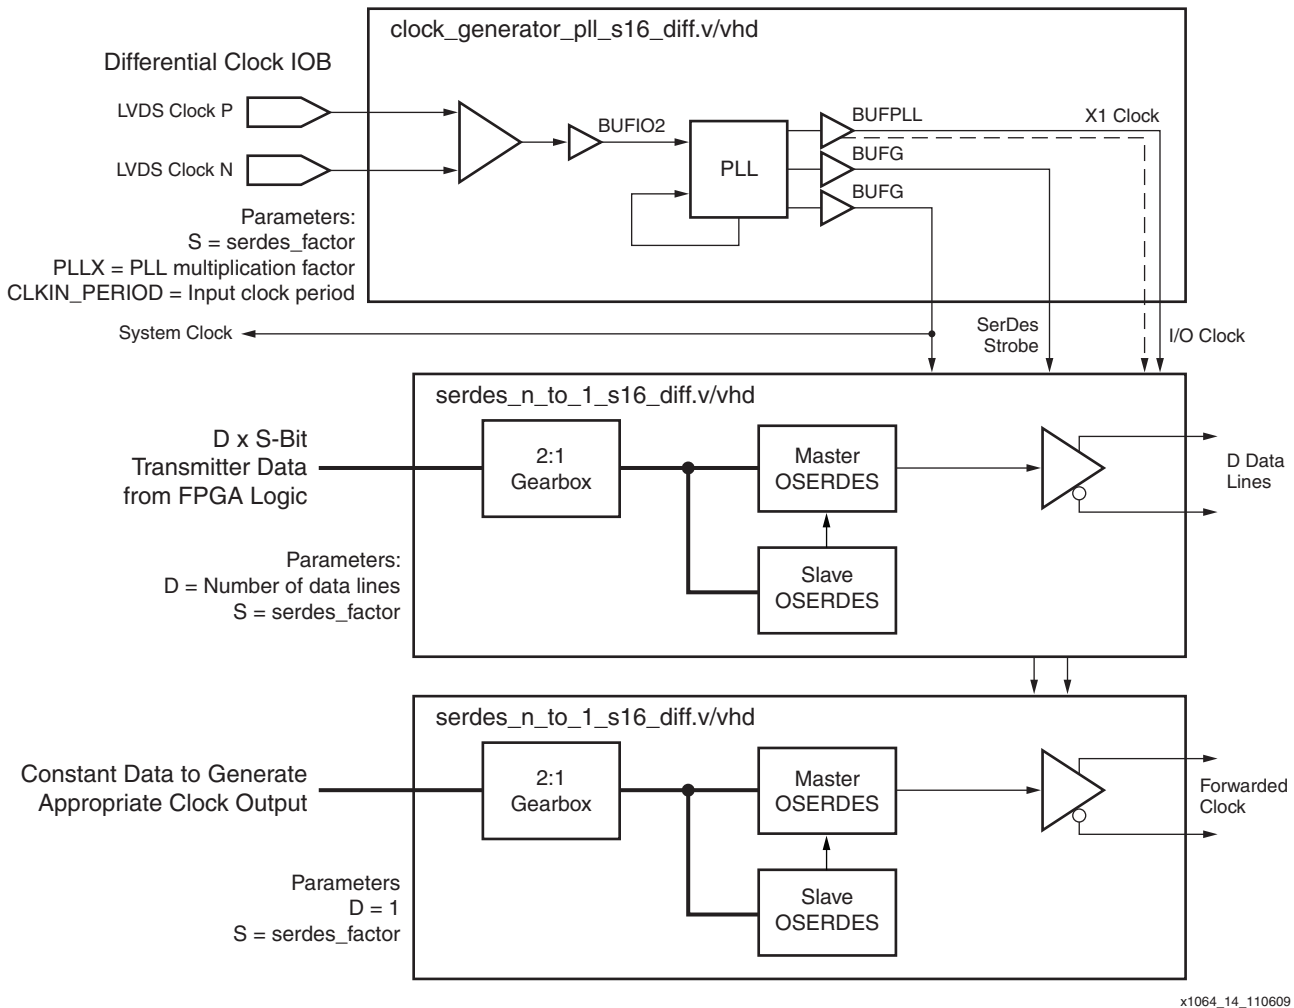 clock_generator_pll_s16_diff.v/vhd
Differential Clock IOB
LVDS Clock P
LVDS Clock N
BUFIO2
PLL
BUFPLL
BUFG
BUFG
X1 Clock
Parameters:
S = serdes_factor
PLLX = PLL multiplication factor
CLKIN_PERIOD = Input clock period
System Clock
SerDes
Strobe
I/O Clock
serdes_n_to_1_s16_diff.v/vhd
D x S-Bit
Transmitter Data
from FPGA Logic
2:1
Gearbox
Master
OSERDES
Slave
OSERDES
D Data
Lines
Parameters:
D = Number of data lines
S = serdes_factor
serdes_n_to_1_s16_diff.v/vhd
Constant Data to Generate
Appropriate Clock Output
2:1
Gearbox
Master
OSERDES
Slave
OSERDES
Forwarded
Clock
Parameters
D = 1
S = serdes_factor
x1064_14_110609